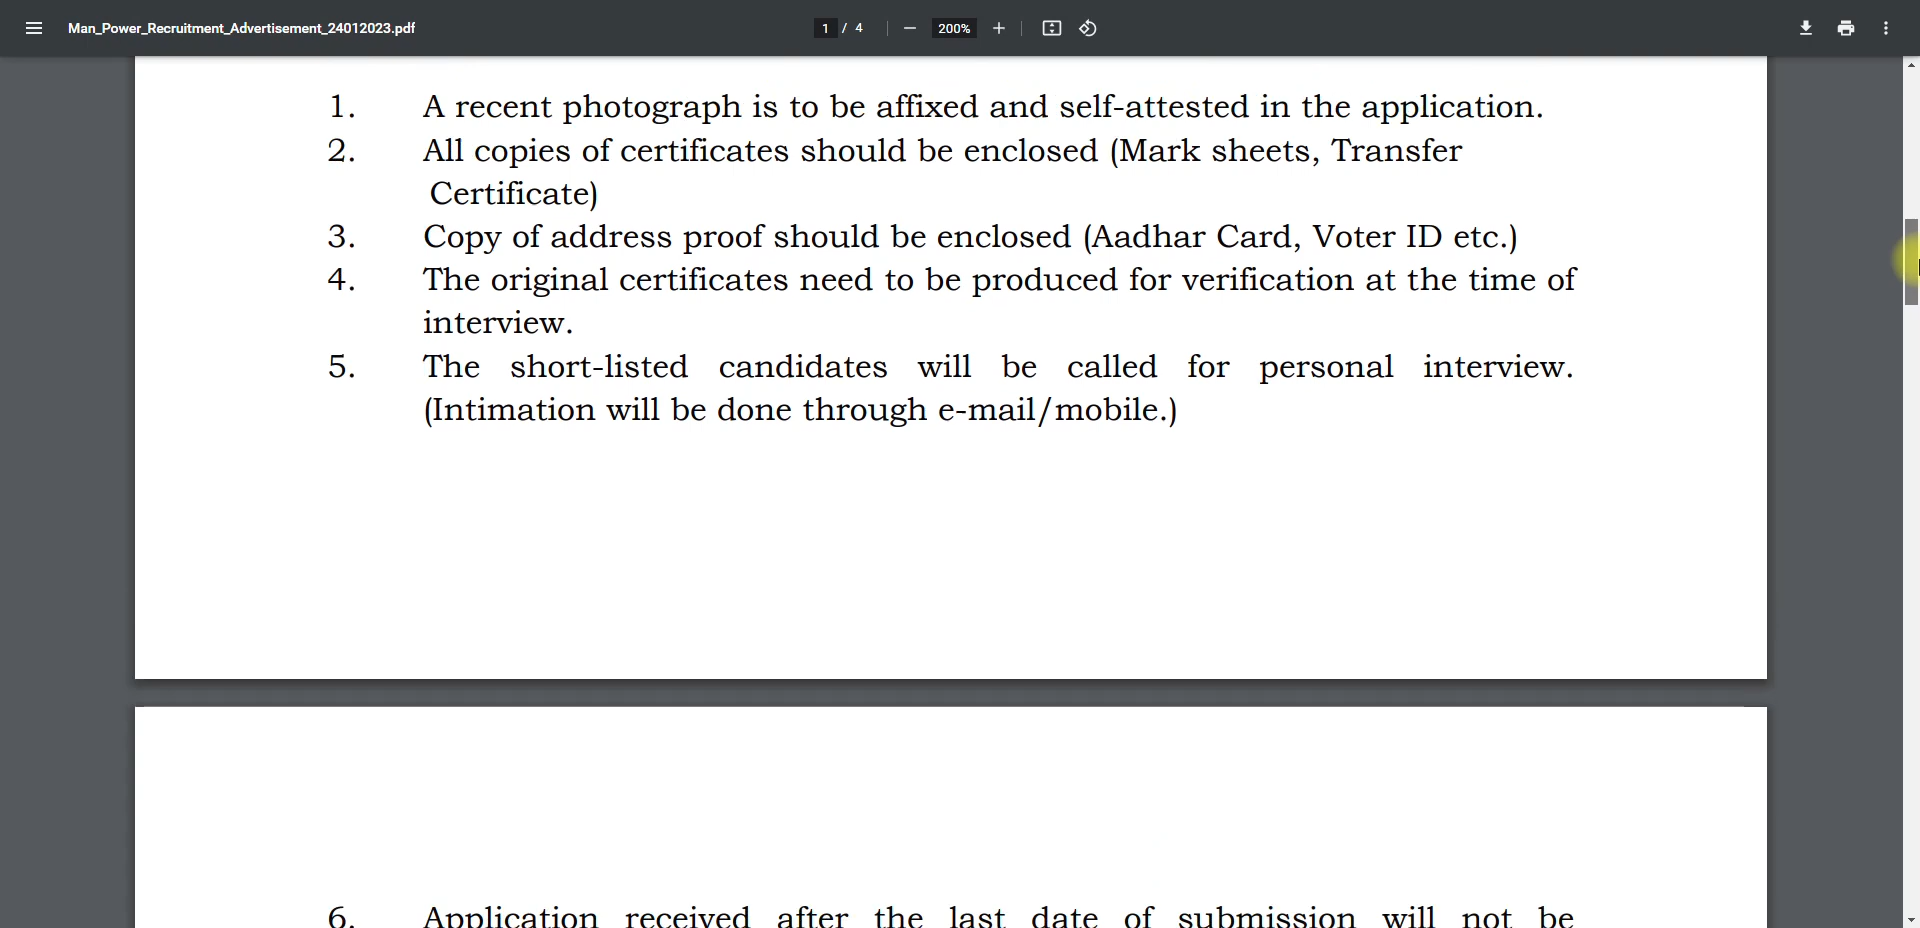 Man_Power_Recruitment_Advertisement_24012023.pdf
1 / 4
200%
1. A recent photograph is to be affixed and self-attested in the application.
2. All copies of certificates should be enclosed (Mark sheets, Transfer
Certificate)
3. Copy of address proof should be enclosed (Aadhar Card, Voter ID etc.)
4. The original certificates need to be produced for verification at the time of
interview.
5. The short-listed candidates will be called for personal interview.
(Intimation will be done through e-mail/mobile.)
6. Application received after the last date of submission will not be